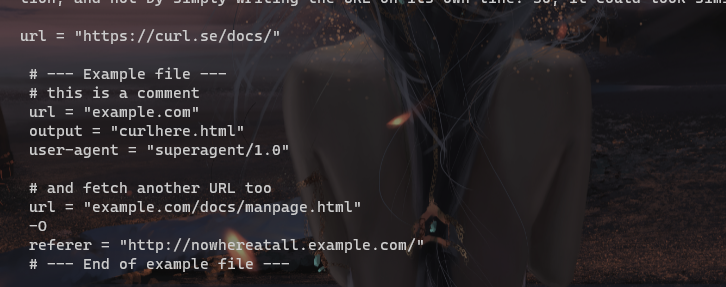 tion, and not by simply writing the URL on its own line. So, it could look simi
url = "https://curl.se/docs/"
# --- Example file ---
# this is a comment
url = "example.com"
output = "curlhere.html"
user-agent = "superagent/1.0"
# and fetch another URL too
url = "example.com/docs/manpage.html"
-O
referer = "http://nowhereatall.example.com/"
# --- End of example file ---